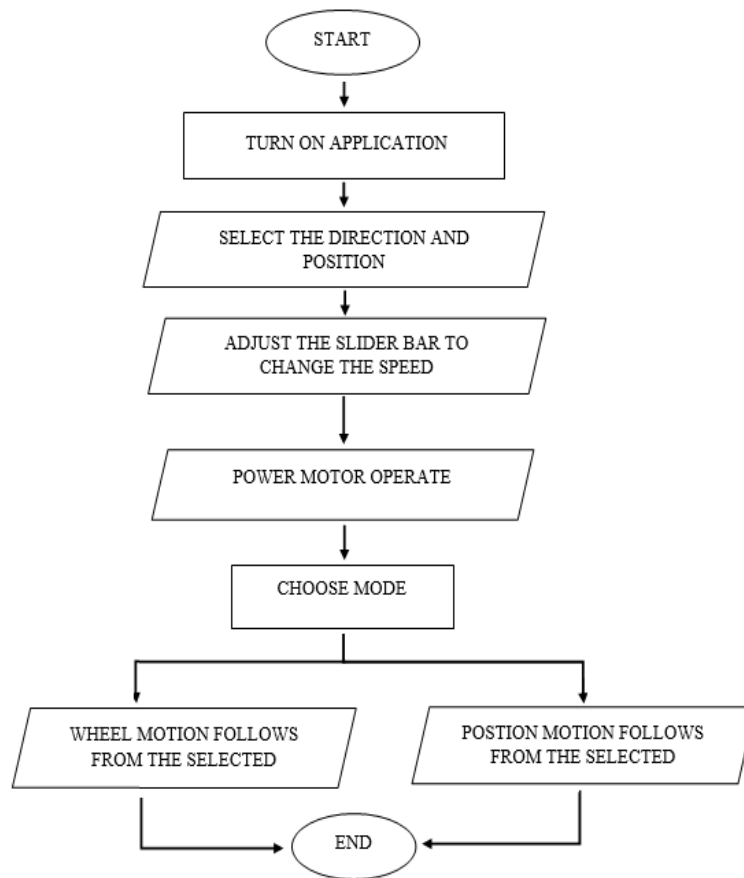 START
TURN ON APPLICATION
SELECT THE DIRECTION AND
POSITION
ADJUST THE SLIDER BAR TO
CHANGE THE SPEED
POWER MOTOR OPERATE
CHOOSE MODE
WHEEL MOTION FOLLOWS
FROM THE SELECTED
POSTION MOTION FOLLOWS
FROM THE SELECTED
END